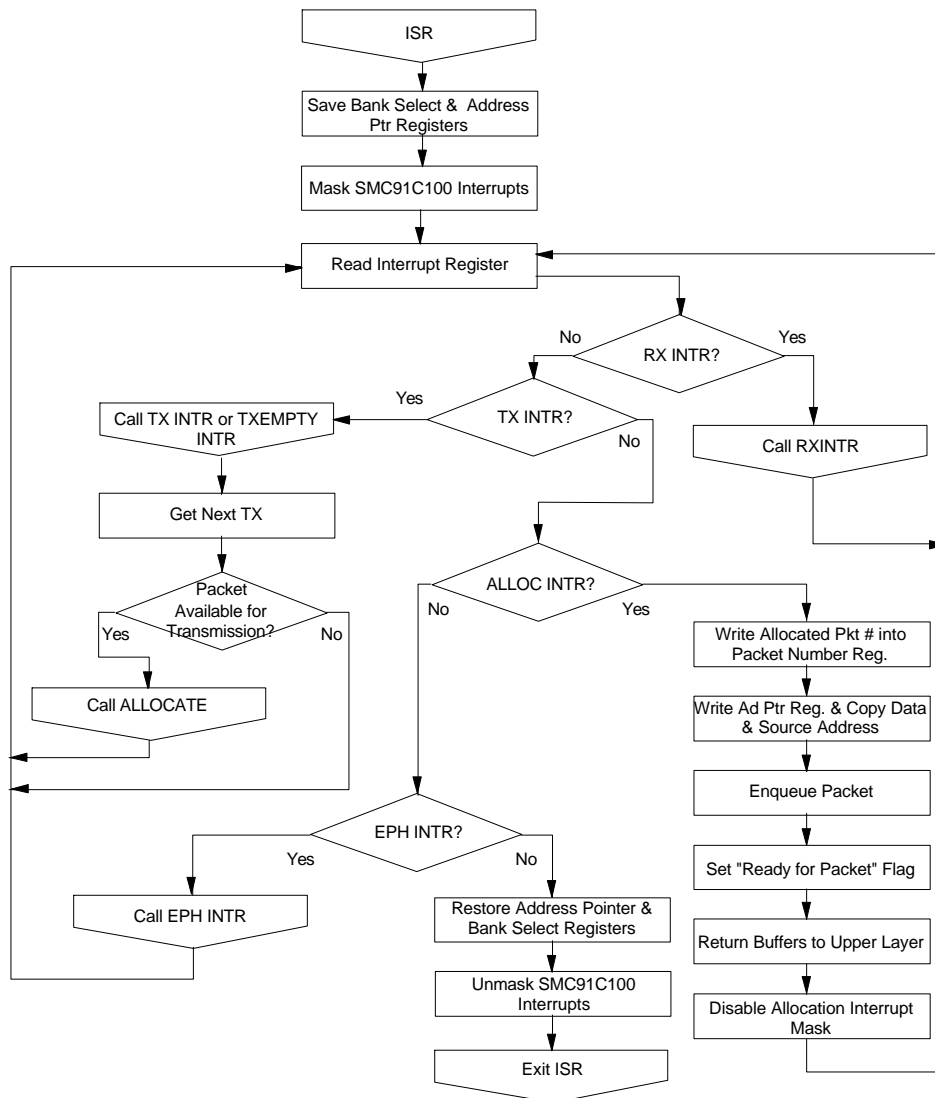 ISR
Save Bank Select & Address
Ptr Registers
Mask SMC91C100 Interrupts
Read Interrupt Register
No
RX INTR?
Yes
Yes
TX INTR?
No
Call TX INTR or TXEMPTY
INTR
Call RXINTR
Get Next TX
Packet
Available for
Transmission?
Yes
No
ALLOC INTR?
No
Yes
Call ALLOCATE
Write Allocated Pkt # into
Packet Number Reg.
Write Ad Ptr Reg. & Copy Data
& Source Address
Enqueue Packet
EPH INTR?
Yes
No
Set "Ready for Packet" Flag
Call EPH INTR
Restore Address Pointer &
Bank Select Registers
Return Buffers to Upper Layer
Unmask SMC91C100
Interrupts
Disable Allocation Interrupt
Mask
Exit ISR